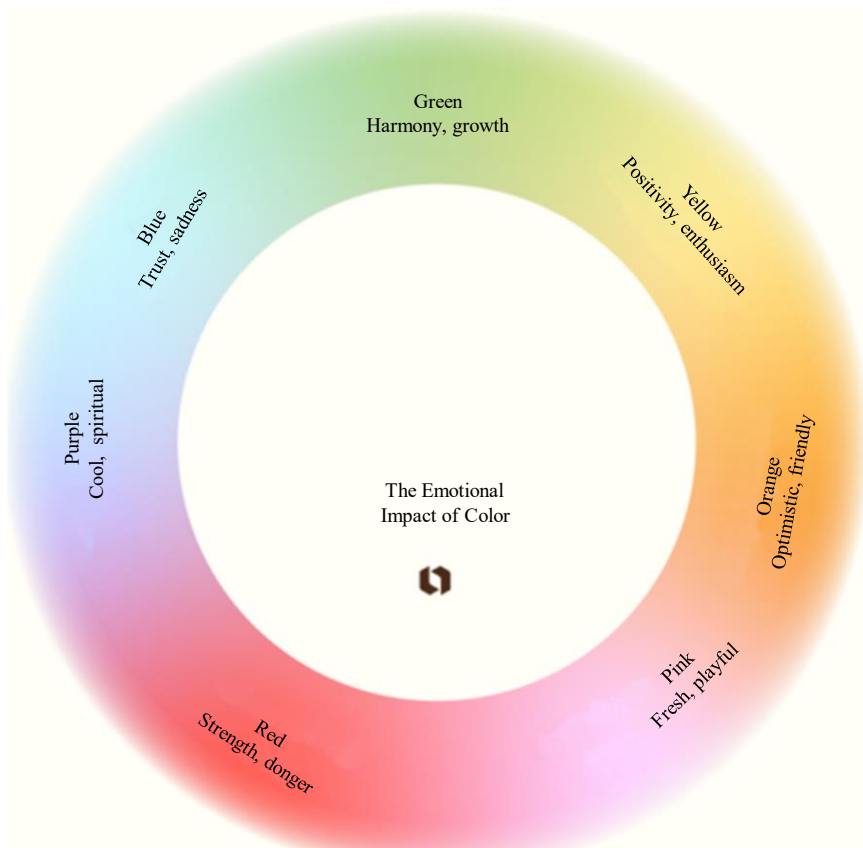 Green
Harmony, growth
Yellow
Positivity, enthusiasm
Orange
Optimistic, friendly
Pink
Fresh, playful
Red
Strength, donger
Purple
Cool, spiritual
Blue
Trust, sadness
The Emotional
Impact of Color